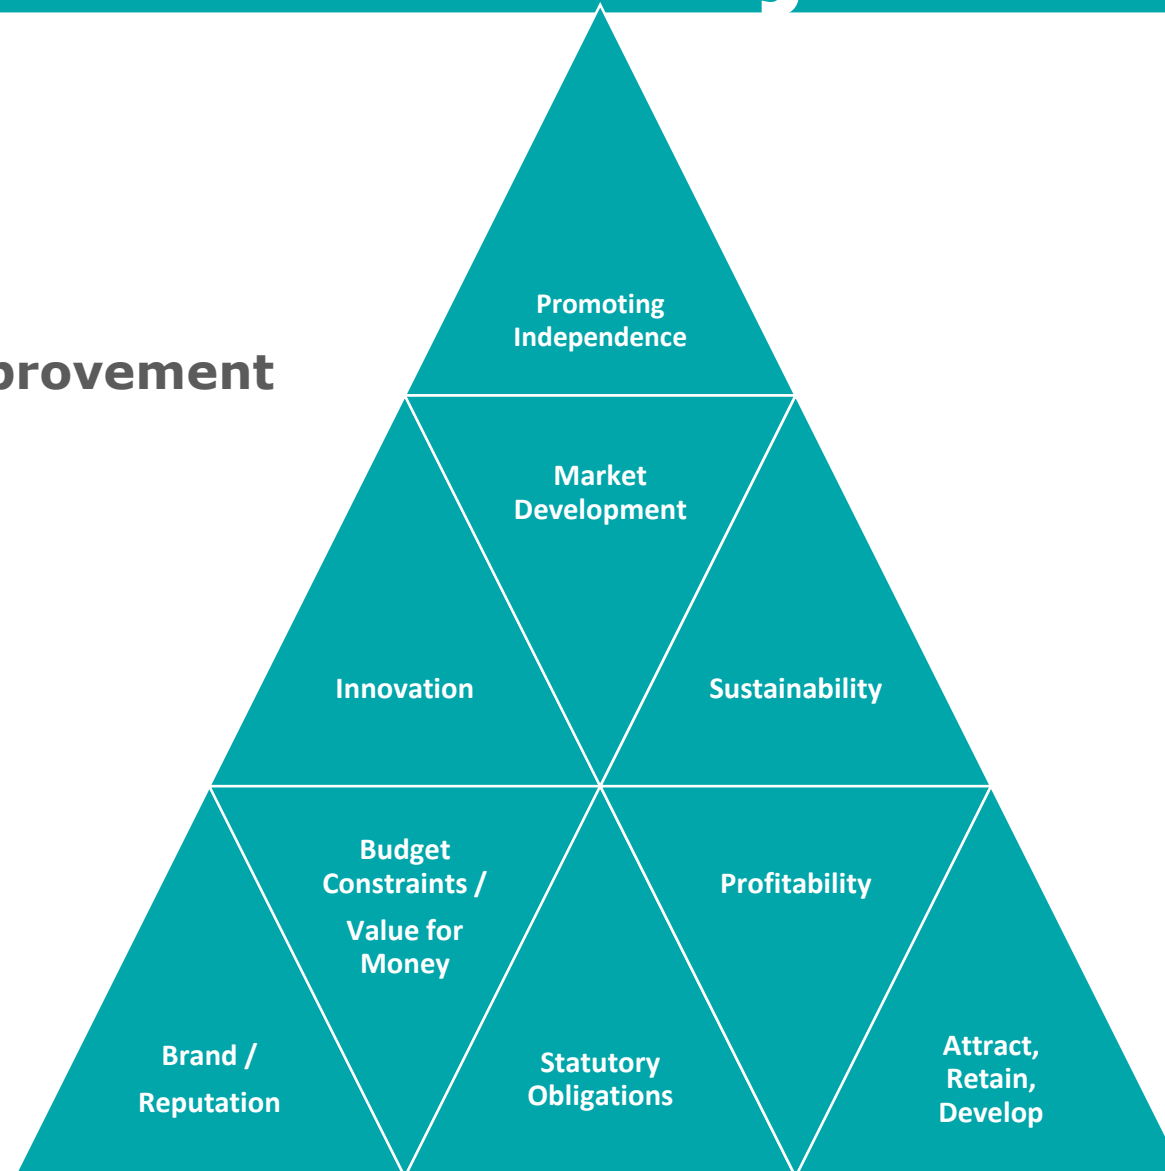 Promoting
Independence
provement
Market
Development
Innovation
Sustainability
Budget
Constraints /
Value for
Money
Profitability
Brand /
Reputation
Statutory
Obligations
Attract,
Retain,
Develop